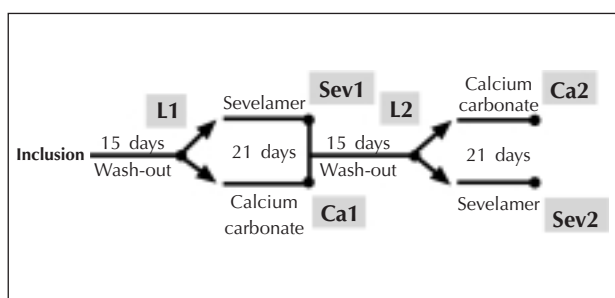 Inclusion
15 days
Wash-out
L1
Sevelamer
Sev1
21 days
Calcium
carbonate
Ca1
15 days
Wash-out
L2
Calcium
carbonate
Ca2
21 days
Sevelamer
Sev2